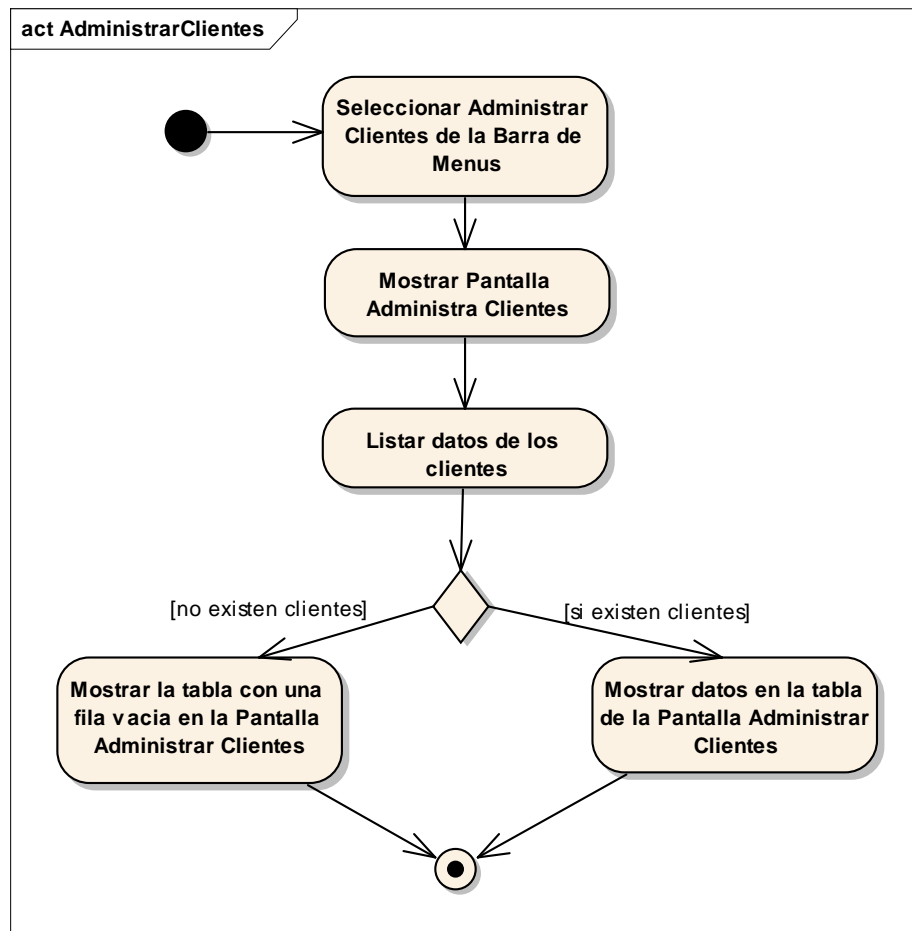 act AdministrarClientes
Seleccionar Administrar
Clientes de la Barra de
Menus
Mostrar Pantalla
Administra Clientes
Listar datos de los
clientes
[no existen clientes]
[si existen clientes]
Mostrar la tabla con una
fila vacia en la Pantalla
Administrar Clientes
Mostrar datos en la tabla
de la Pantalla Administrar
Clientes